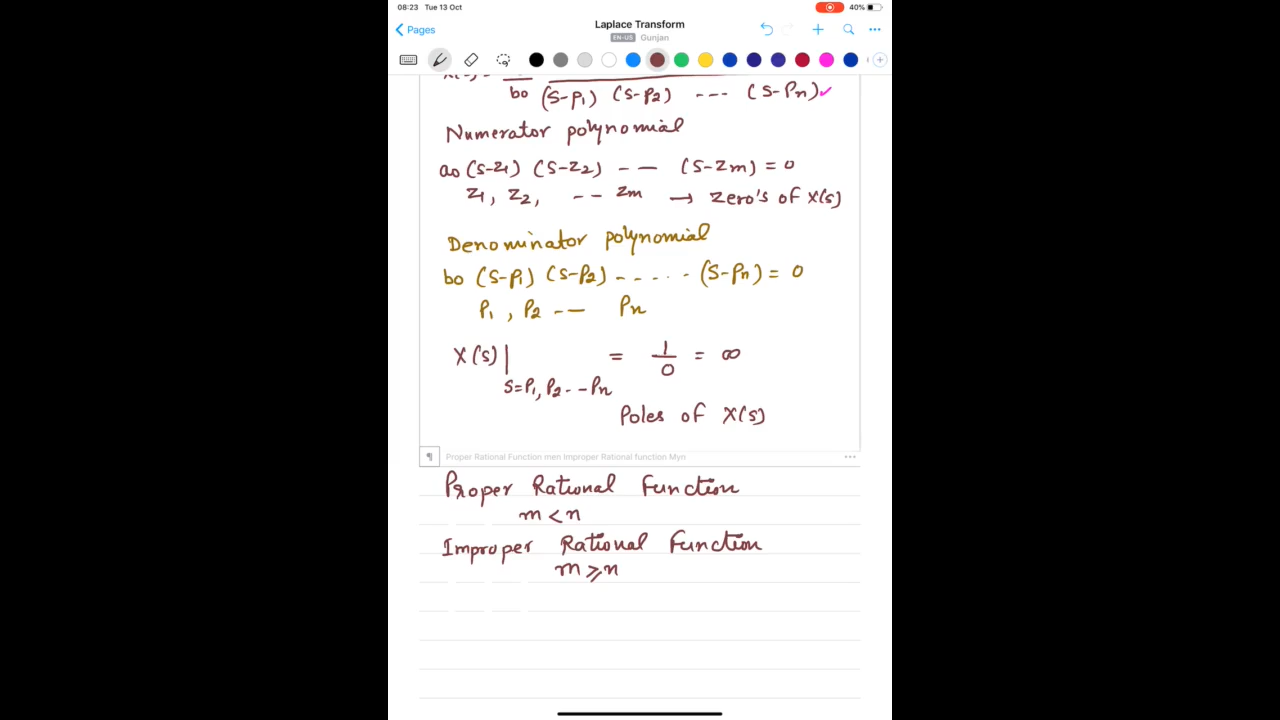 08:23 Tue 13 Oct
40%
Pages
Laplace Transform
EN-US Gunjan
bo (S-P1) (S-P2) --- (S-Pn)✓
Numerator polynomial
ao (S-Z1) (S-Z2) -- (S-Zm) = 0
Z1, Z2, -- Zm → Zero's of X(s)
Denominator polynomial
bo (S-P1) (S-P2) ------ (S-Pn) = 0
P1, P2 -- Pn
X(s)| = 1/0 = ∞
S=P1, P2 -- Pn
Poles of X(s)
Proper Rational Function men Improper Rational function Myn
Proper Rational Function
m < n
Improper Rational Function
m ⩾ n